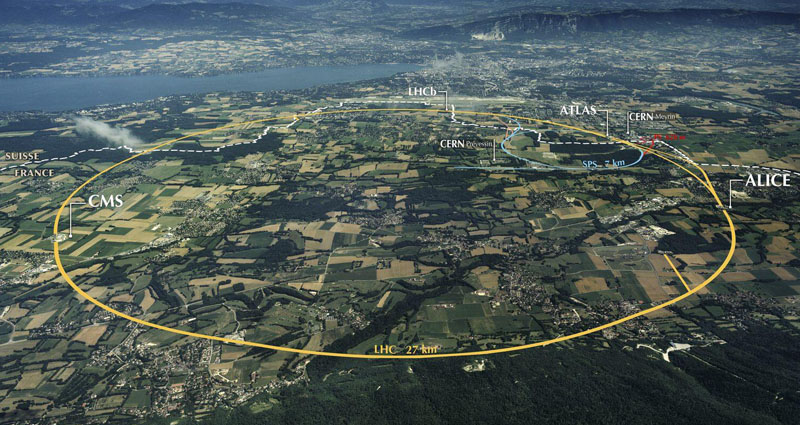 LHCb
ATLAS
CERN Meyrin
CERN Prévessin
SUISSE
FRANCE
SPS 7 km
CMS
ALICE
LHC 27 km